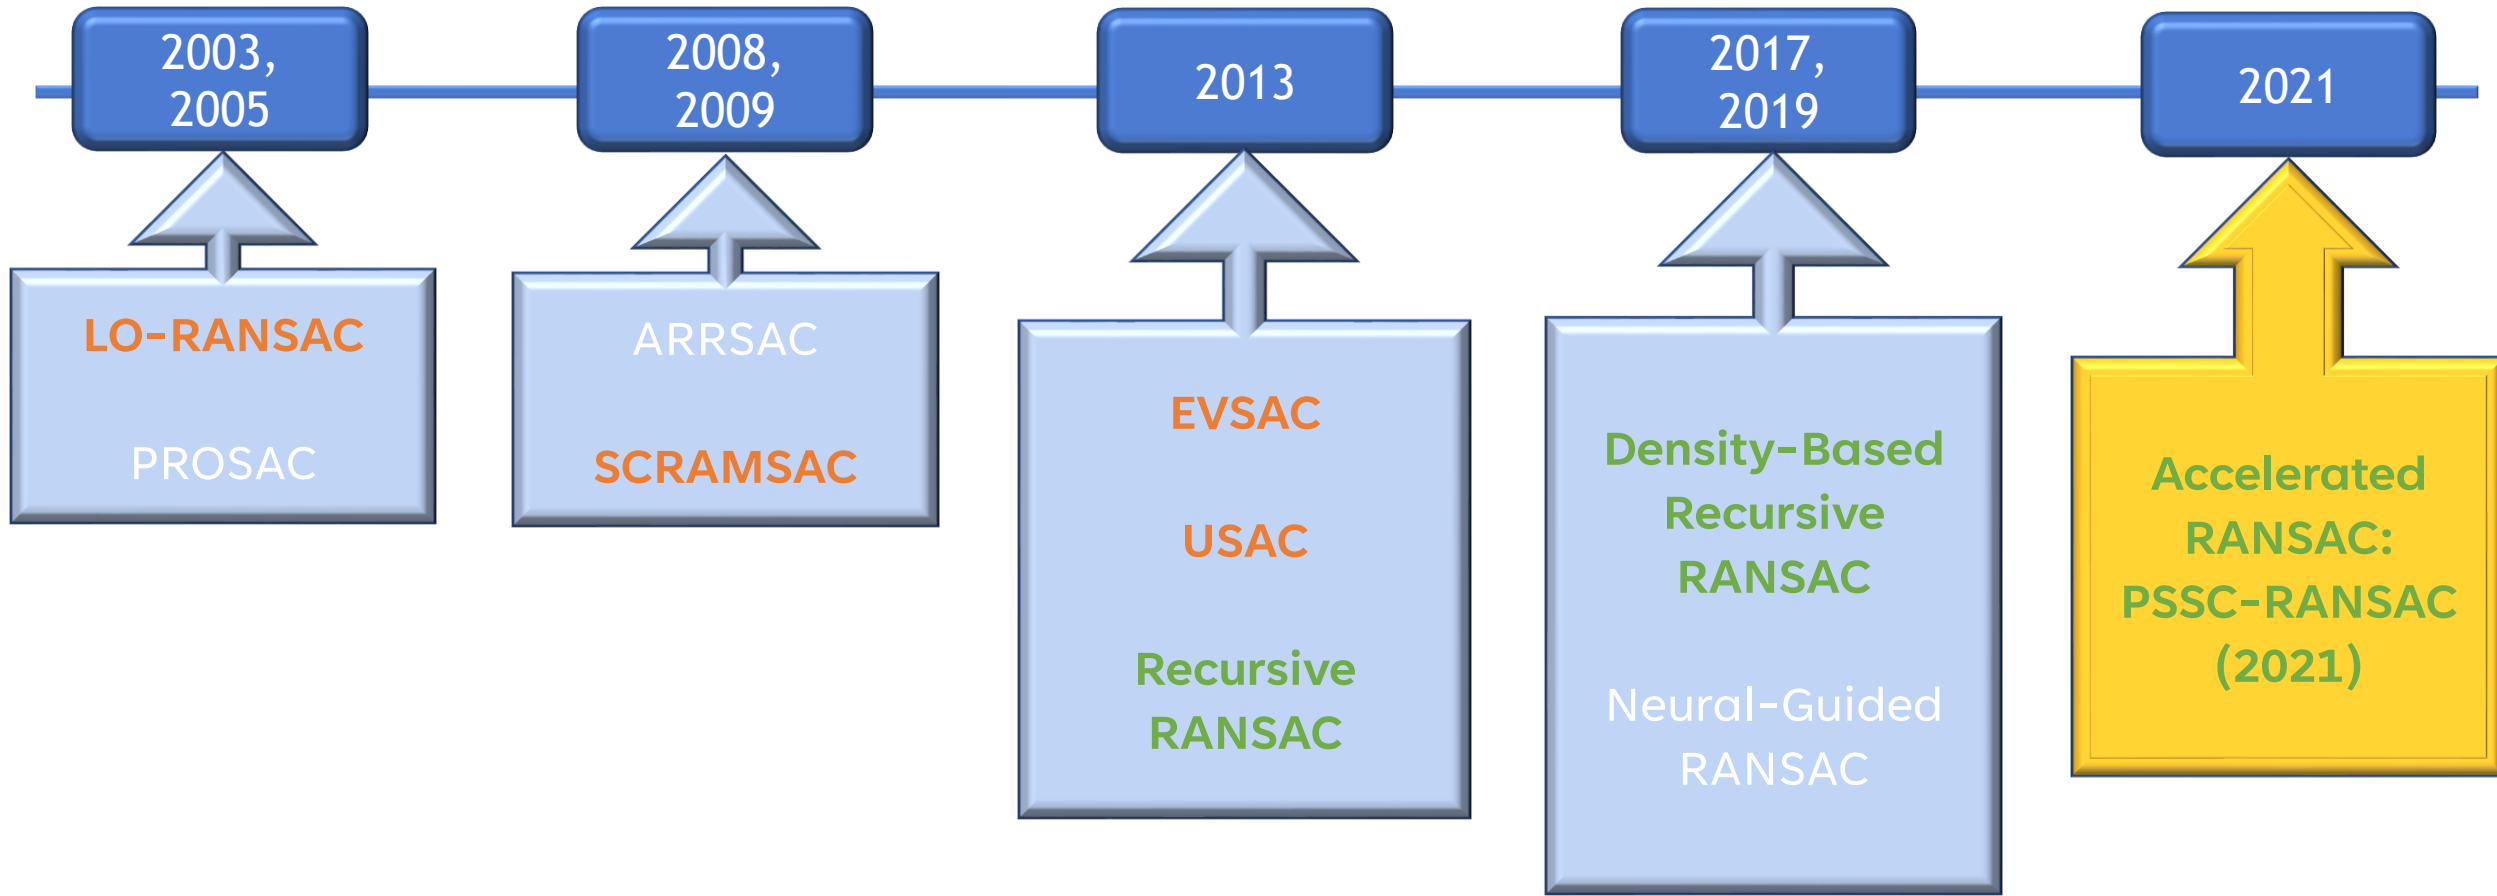 2003,
2005
2008,
2009
2013
2017,
2019
2021
LO-RANSAC
PROSAC
ARRSAC
SCRAMSAC
EVSAC
USAC
Recursive
RANSAC
Density-Based
Recursive
RANSAC
Neural-Guided
RANSAC
Accelerated
RANSAC:
PSSC-RANSAC
(2021)